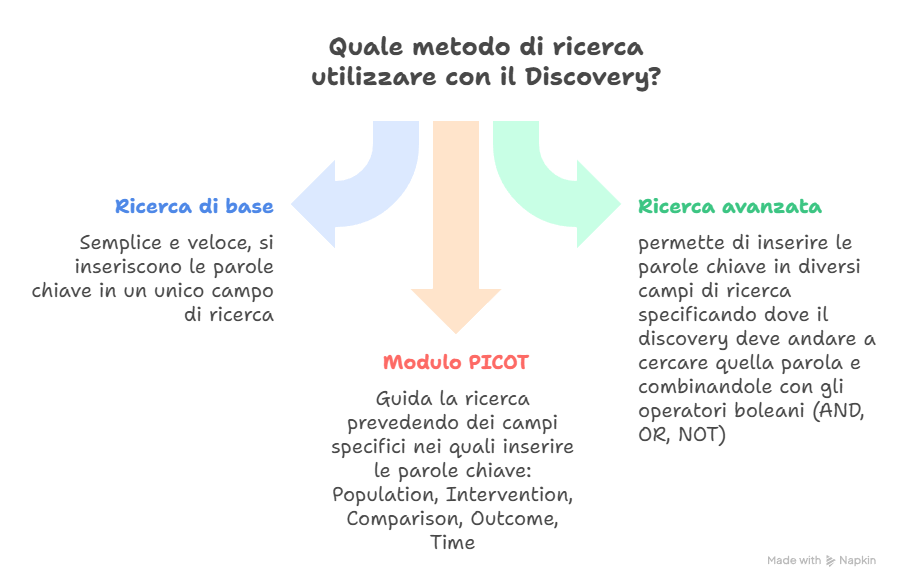 Quale metodo di ricerca
utilizzare con il Discovery?
Ricerca di base
Semplice e veloce, si
inseriscono le parole
chiave in un unico campo
di ricerca
Modulo PICOT
Guida la ricerca
prevedendo dei campi
specifici nei quali inserire
le parole chiave:
Population, Intervention,
Comparison, Outcome,
Time
Ricerca avanzata
permette di inserire le
parole chiave in diversi
campi di ricerca
specificando dove il
discovery deve andare a
cercare quella parola e
combinandole con gli
operatori boleani (AND,
OR, NOT)
Made with Napkin